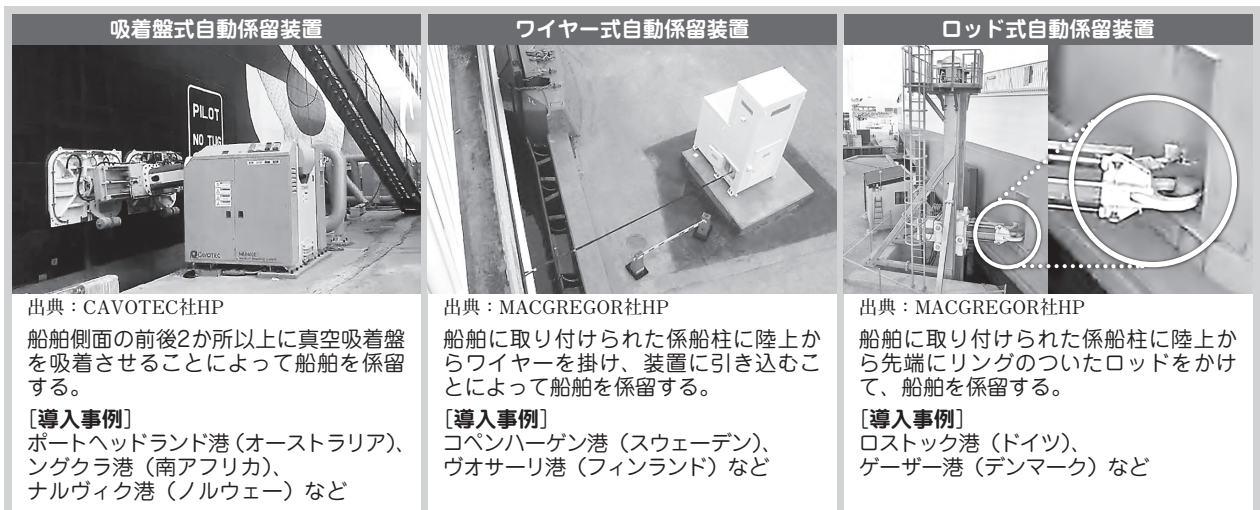 吸着盤式自動係留装置
PILOT
NO TUG
CAVOTEC
出典：CAVOTEC社HP
船舶側面の前後2か所以上に真空吸着盤
を吸着させることによって船舶を係留
する。
[導入事例]
ポートヘッドランド港（オーストラリア）、
ングクラ港（南アフリカ）、
ナルヴィク港（ノルウェー）など
ワイヤー式自動係留装置
出典：MACGREGOR社HP
船舶に取り付けられた係船柱に陸上か
らワイヤーを掛け、装置に引き込むこ
とによって船舶を係留する。
[導入事例]
コペンハーゲン港（スウェーデン）、
ヴオサーリ港（フィンランド）など
ロッド式自動係留装置
出典：MACGREGOR社HP
船舶に取り付けられた係船柱に陸上か
ら先端にリングのついたロッドをかけ
て、船舶を係留する。
[導入事例]
ロストック港（ドイツ）、
ゲーザー港（デンマーク）など